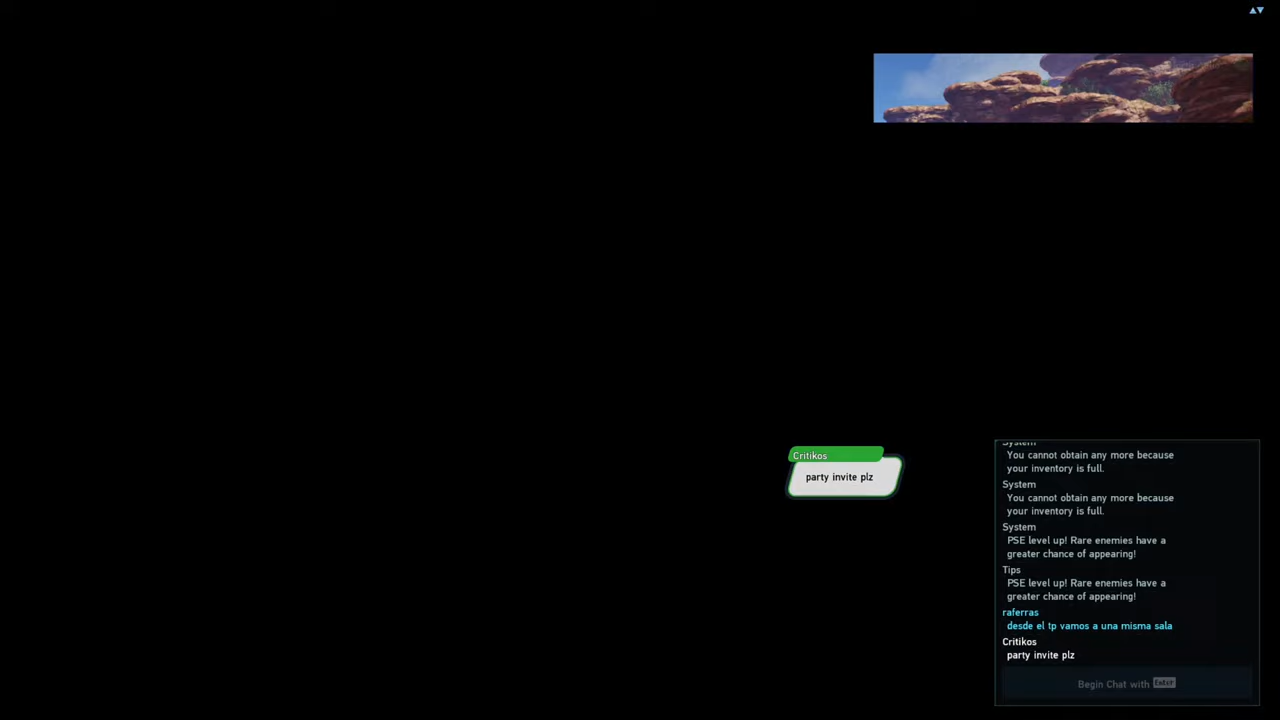 Critikos
party invite plz
System
You cannot obtain any more because
your inventory is full.
System
You cannot obtain any more because
your inventory is full.
System
PSE level up! Rare enemies have a
greater chance of appearing!
Tips
PSE level up! Rare enemies have a
greater chance of appearing!
raferras
desde el tp vamos a una misma sala
Critikos
party invite plz
Begin Chat with Enter